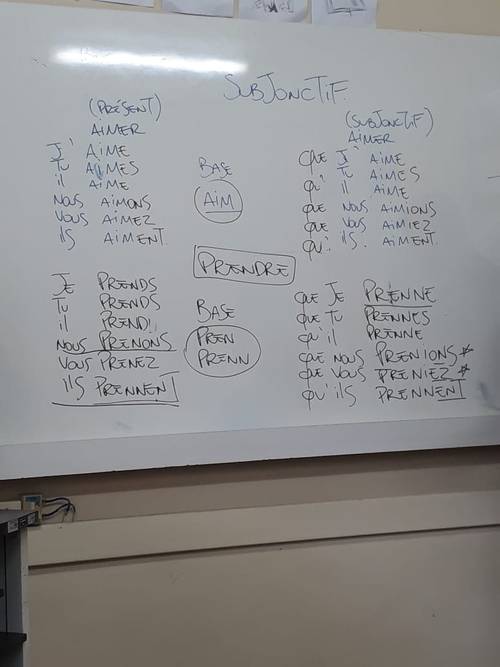 SUBJONCTIF
(PRÉSENT)
AIMER
J' AIME
TU AIMES
il AIME
NOUS AIMONS
VOUS AIMEZ
ilS AIMENT
BASE
AIM
(SUBJONCTIF)
AIMER
QUE J' AIME
TU AIMES
QU' il AIME
QUE NOUS AIMIONS
QUE VOUS AIMIEZ
QU' ilS AIMENT
PRENDRE
JE PRENDS
TU PRENDS
il PREND
NOUS PRENONS
VOUS PRENEZ
ilS PRENNENT
BASE
PREN
PRENN
QUE JE PRENNE
QUE TU PRENNES
QU'il PRENNE
QUE NOUS PRENIONS *
QUE VOUS PRENIEZ *
QU'ilS PRENNENT